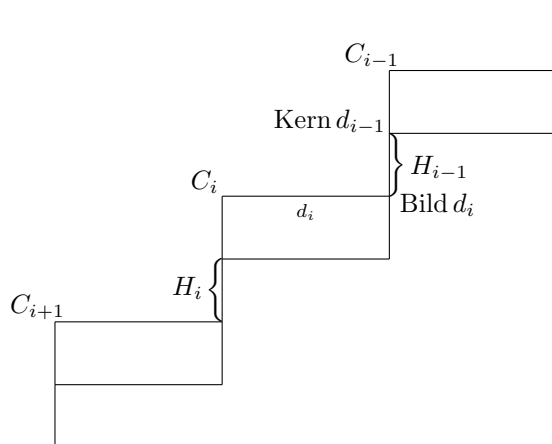 C_{i−1}
Kern d_{i−1}
H_{i−1}
C_i
d_i
Bild d_i
H_i
C_{i+1}